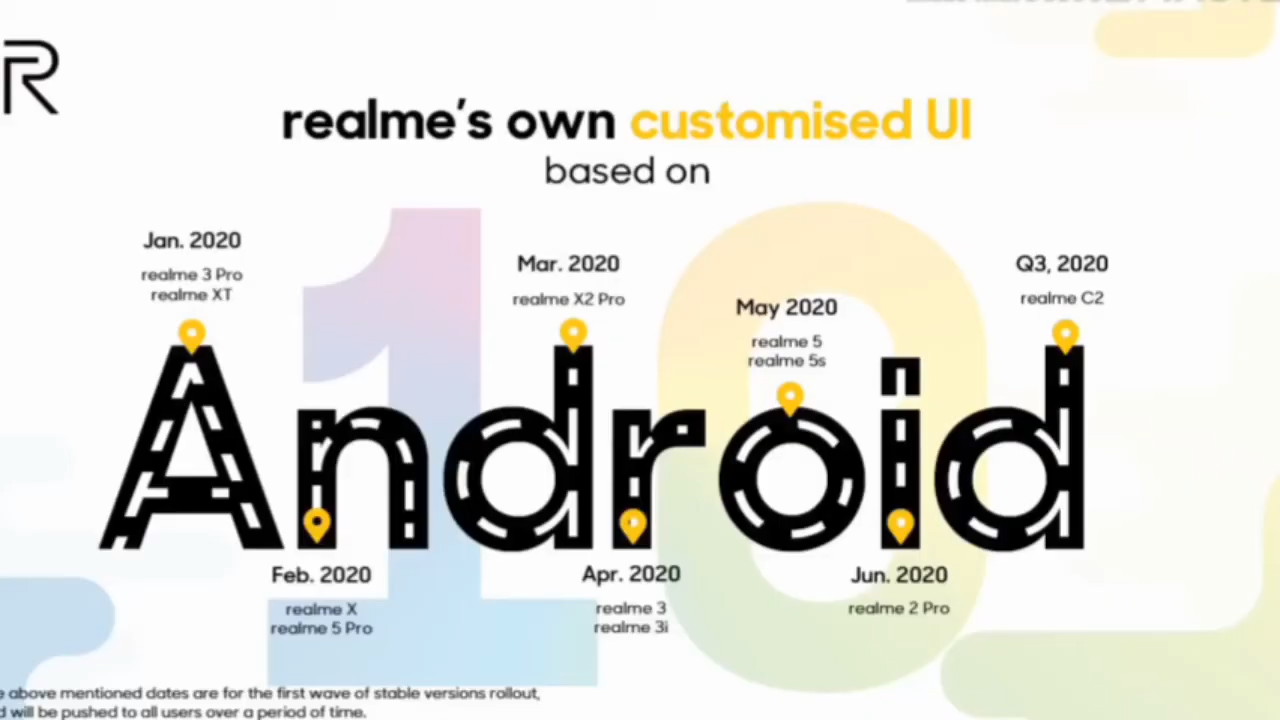 R
realme's own customised UI
based on
10
Jan. 2020
realme 3 Pro
realme XT
Mar. 2020
realme X2 Pro
May 2020
realme 5
realme 5s
Q3, 2020
realme C2
Android
Feb. 2020
realme X
realme 5 Pro
Apr. 2020
realme 3
realme 3i
Jun. 2020
realme 2 Pro
above mentioned dates are for the first wave of stable versions rollout,
will be pushed to all users over a period of time.